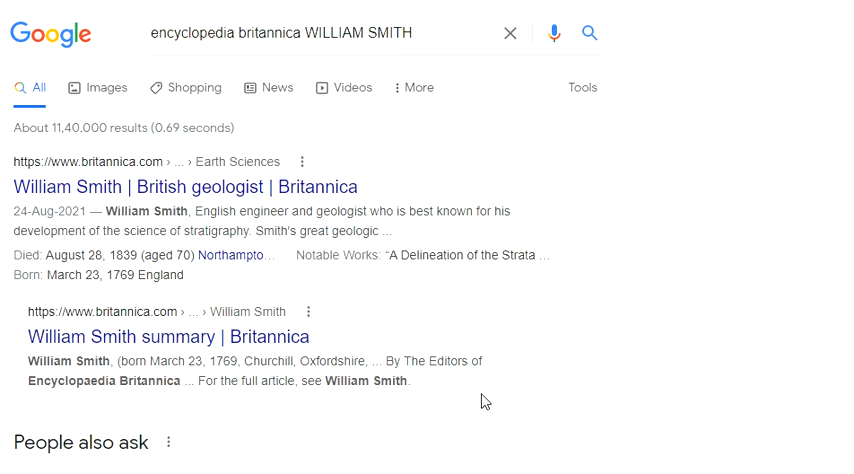 Google encyclopedia britannica WILLIAM SMITH
All Images Shopping News Videos More Tools
About 11,40,000 results (0.69 seconds)
https://www.britannica.com › ... › Earth Sciences
William Smith | British geologist | Britannica
24-Aug-2021 — William Smith, English engineer and geologist who is best known for his
development of the science of stratigraphy. Smith's great geologic ...
Died: August 28, 1839 (aged 70) Northampto... Notable Works: “A Delineation of the Strata ...
Born: March 23, 1769 England
https://www.britannica.com › ... › William Smith
William Smith summary | Britannica
William Smith, (born March 23, 1769, Churchill, Oxfordshire, ... By The Editors of
Encyclopaedia Britannica ... For the full article, see William Smith.
People also ask